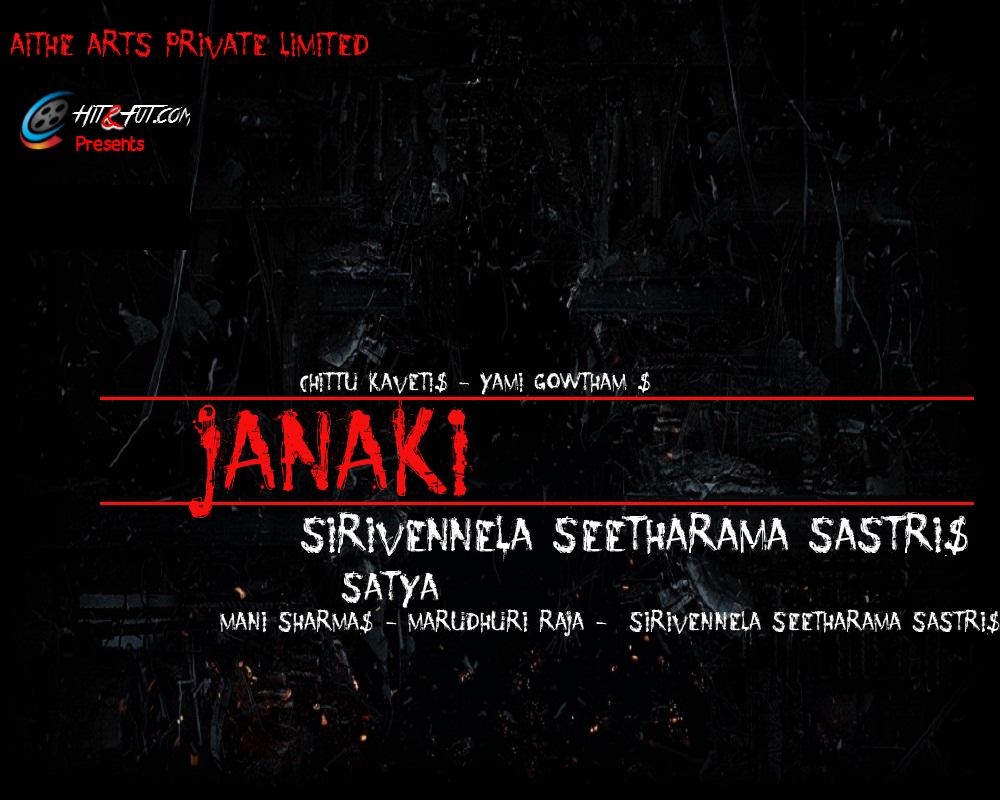 AITHE ARTS PRIVATE LIMITED
HIT&FUT.COM
Presents
CHITTU KAVETI$ - YAMI GOWTHAM $
JANAKI
SIRIVENNELA SEETHARAMA SASTRI$
SATYA
MANI SHARMA$ - MARUDHURI RAJA - SIRIVENNELA SEETHARAMA SASTRI$